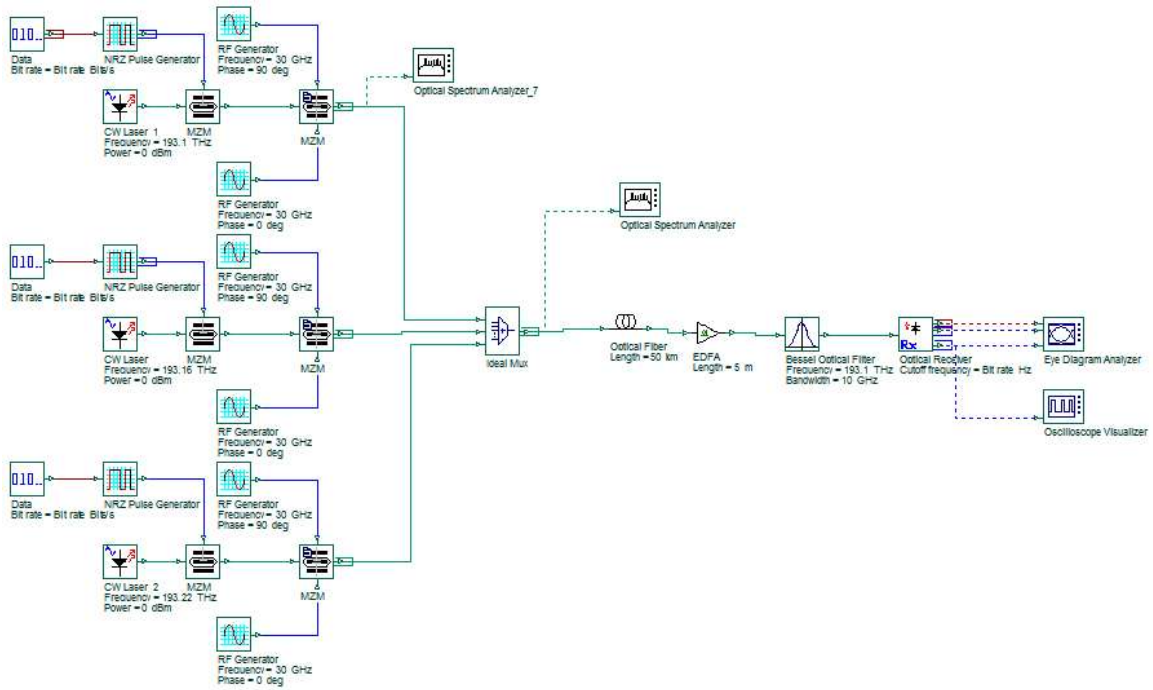 RF Generator
Frequency = 30 GHz
Phase = 90 deg
Data
Bit rate = Bit rate Bits/s
NRZ Pulse Generator
Optical Spectrum Analyzer_7
CW Laser 1
Frequency = 193.1 THz
Power = 0 dBm
MZM
MZM
RF Generator
Frequency = 30 GHz
Phase = 0 deg
Optical Spectrum Analyzer
RF Generator
Frequency = 30 GHz
Phase = 90 deg
Data
Bit rate = Bit rate Bits/s
NRZ Pulse Generator
CW Laser
Frequency = 193.16 THz
Power = 0 dBm
MZM
MZM
Ideal Mux
Optical Fiber
Length = 50 km
EDFA
Length = 5 m
Bessel Optical Filter
Frequency = 193.1 THz
Bandwidth = 10 GHz
Rx
Optical Receiver
Cutoff frequency = Bit rate Hz
Eye Diagram Analyzer
Oscilloscope Visualizer
RF Generator
Frequency = 30 GHz
Phase = 0 deg
RF Generator
Frequency = 30 GHz
Phase = 90 deg
Data
Bit rate = Bit rate Bits/s
NRZ Pulse Generator
CW Laser 2
Frequency = 193.22 THz
Power = 0 dBm
MZM
MZM
RF Generator
Frequency = 30 GHz
Phase = 0 deg